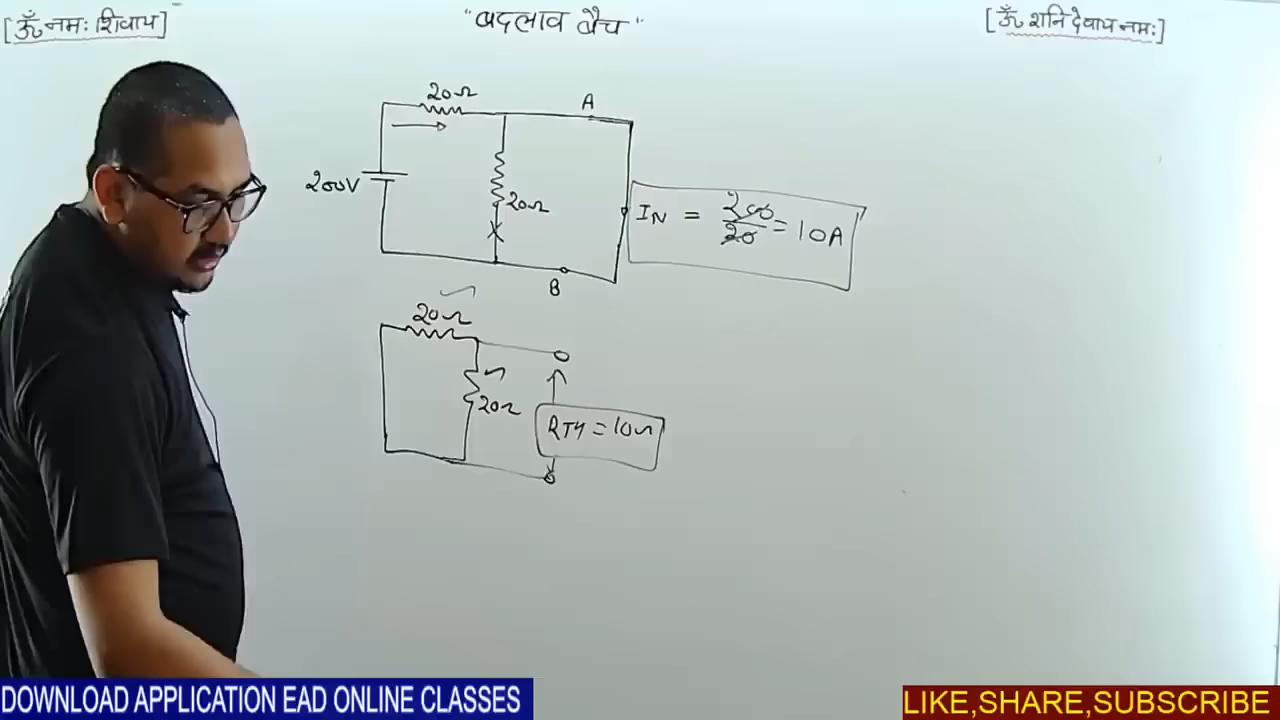 [ॐ नमः शिवाय]
"बदलाव बैच"
[ॐ शनि देवाय नमः]
20Ω
A
200V
20Ω
IN = 200/20 = 10A
B
20Ω
20Ω
RTH = 10Ω
DOWNLOAD APPLICATION EAD ONLINE CLASSES
LIKE,SHARE,SUBSCRIBE